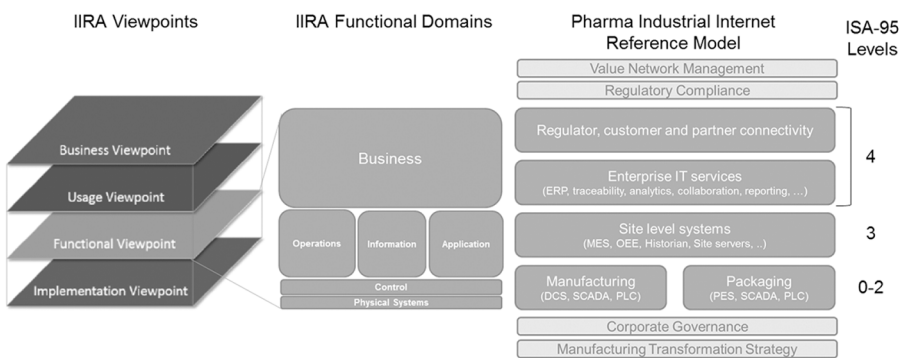 IIRA Viewpoints
Business Viewpoint
Usage Viewpoint
Functional Viewpoint
Implementation Viewpoint
IIRA Functional Domains
Business
Operations
Information
Application
Control
Physical Systems
Pharma Industrial Internet
Reference Model
Value Network Management
Regulatory Compliance
Regulator, customer and partner connectivity
Enterprise IT services
(ERP, traceability, analytics, collaboration, reporting, …)
Site level systems
(MES, OEE, Historian, Site servers, ..)
Manufacturing
(DCS, SCADA, PLC)
Packaging
(PES, SCADA, PLC)
Corporate Governance
Manufacturing Transformation Strategy
ISA-95
Levels
4
3
0-2